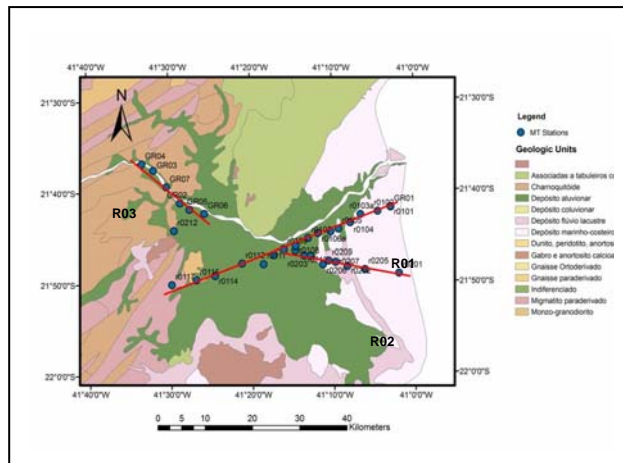 41°40'0"S 41°30'0"S 41°20'0"S 41°10'0"S 41°0'0"S
21°30'0"S
21°30'0"S
N
GR04
GR03
GR07
GR06
R03
r0212
21°40'0"S
21°40'0"S
GR01
r0103a
r0101
r0104
r0112
r0114
r0203
r0205
R01
21°50'0"S
21°50'0"S
R02
22°0'0"S
22°0'0"S
41°40'0"S 41°30'0"S 41°20'0"S 41°10'0"S 41°0'0"S
0 5 10 20 30 40
Kilometers
Legend
MT Stations
Geologic Units
Associadas a tabuleiros co
Charnoquitóide
Depósito aluvionar
Depósito coluvionar
Depósito flúvio lacustre
Depósito marinho-costeiro
Dunito, peridotito, anortos
Gabro e anortosito calcica
Gnaisse Ortoderivado
Gnaisse paraderivado
Indiferenciado
Migmatito paraderivado
Monzo-granodiorito